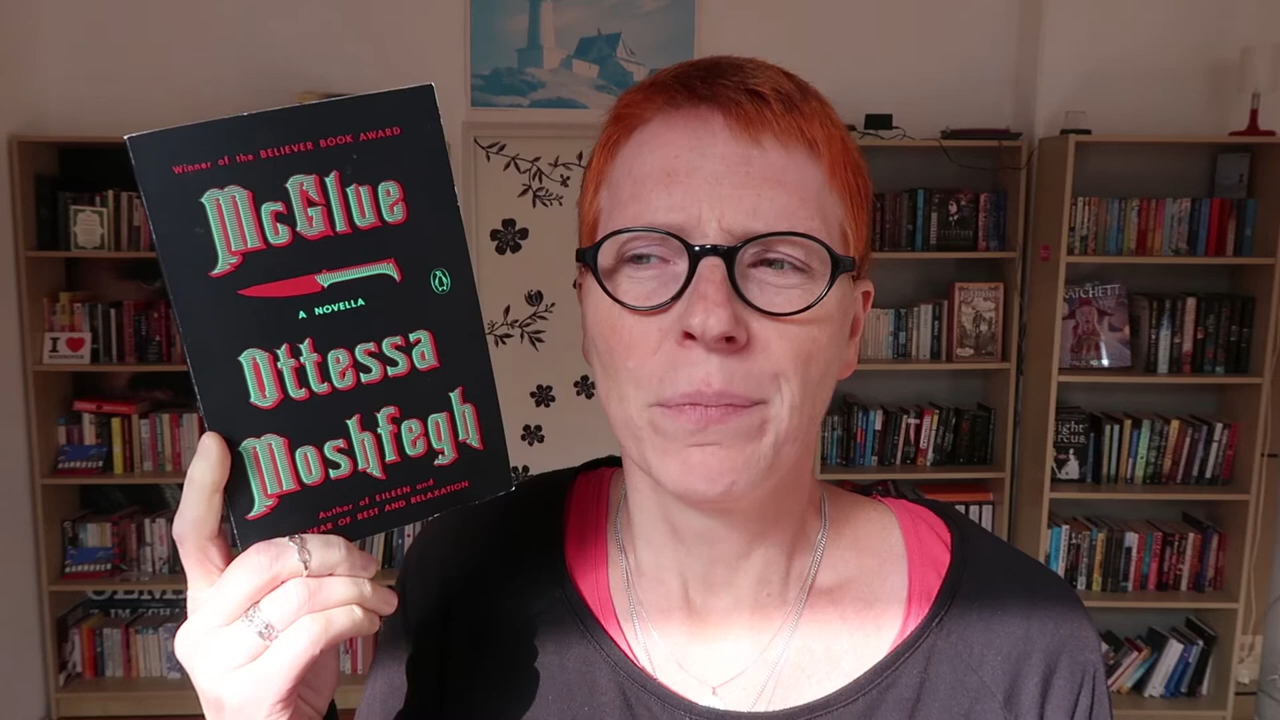 Winner of the BELIEVER BOOK AWARD
McGlue
A NOVELLA
Ottessa
Moshfegh
Author of EILEEN and
YEAR OF REST AND RELAXATION
I
RATCHETT